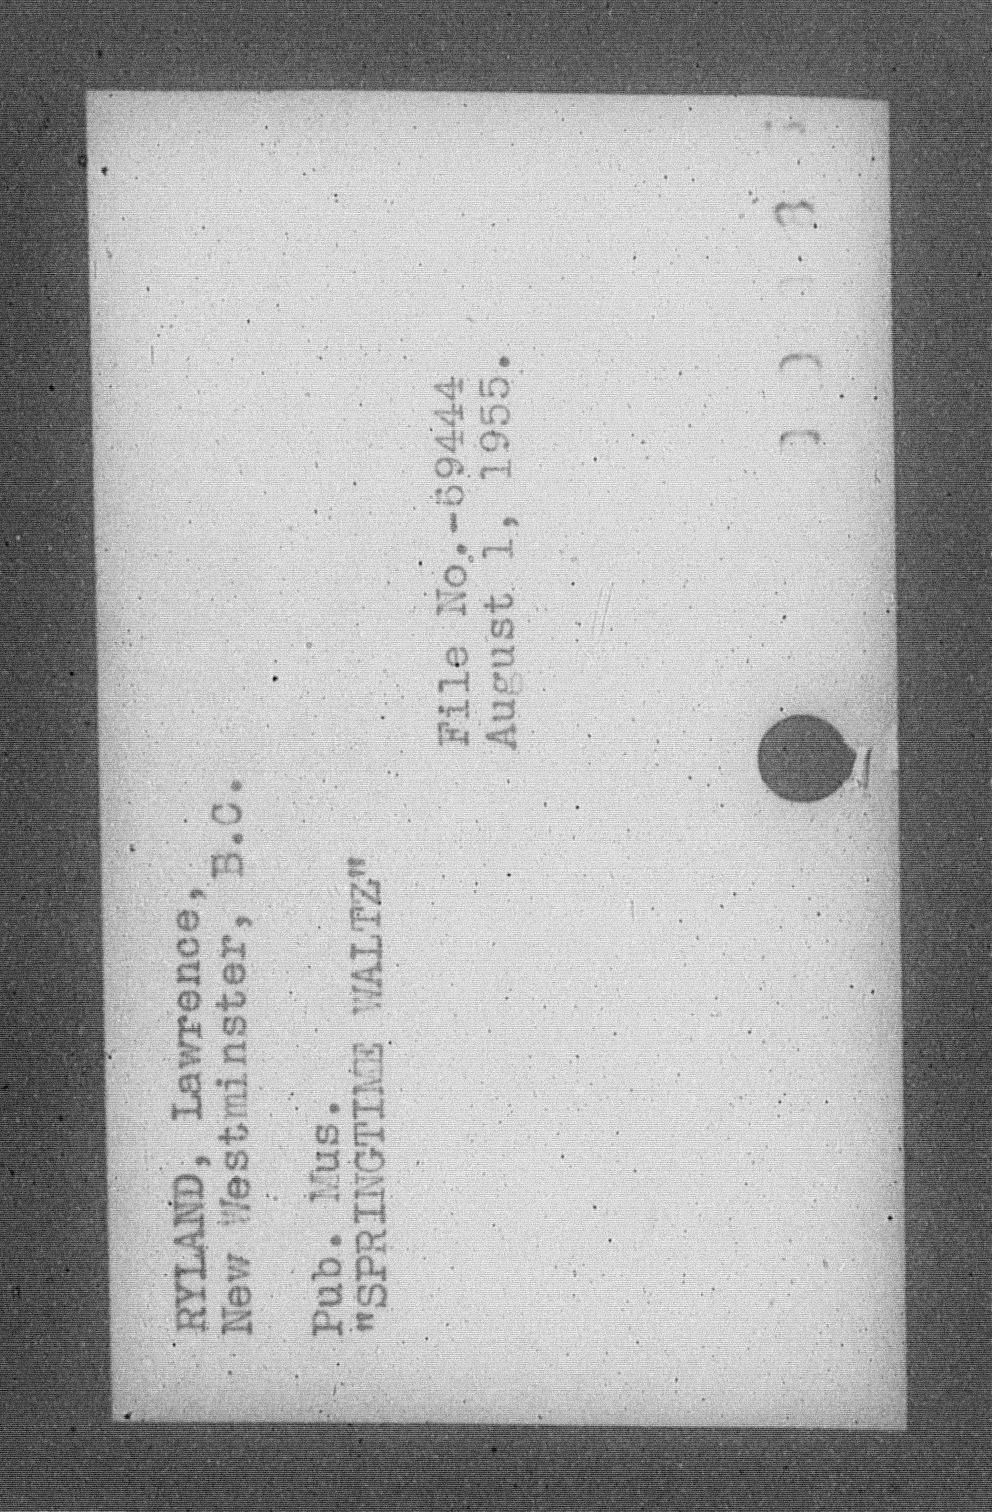 RYLAND, Lawrence,
New Westminster, B.C.
Pub. Mus.
"SPRINGTIME WALTZ"
File No.-69444
August 1, 1955.